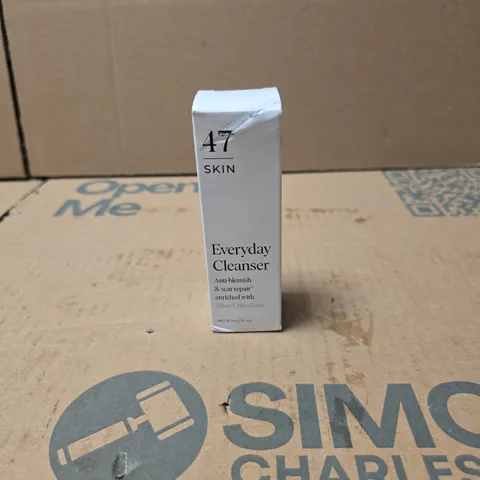 47
SKIN
Everyday
Cleanser
Anti-blemish
& scar repair
enriched with
Open
Me
SIMO
CHARLES